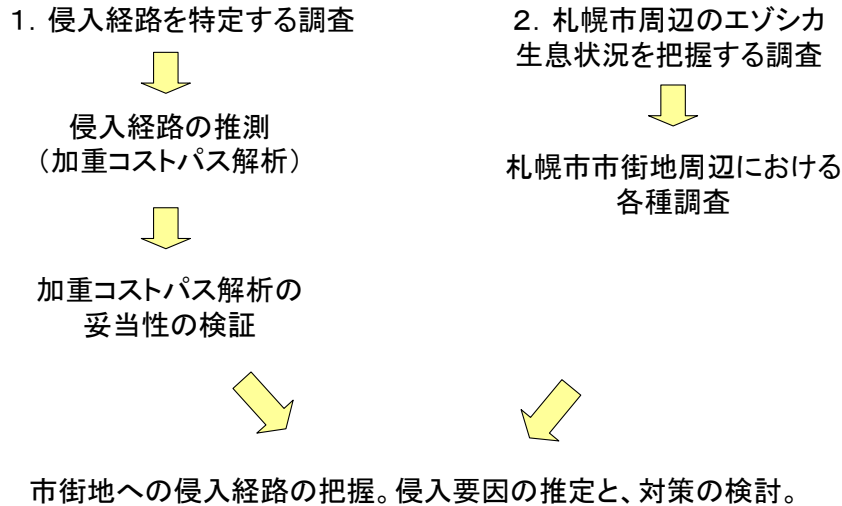 １．侵入経路を特定する調査
侵入経路の推測
（加重コストパス解析）
加重コストパス解析の
妥当性の検証
２．札幌市周辺のエゾシカ
生息状況を把握する調査
札幌市市街地周辺における
各種調査
市街地への侵入経路の把握。侵入要因の推定と、対策の検討。